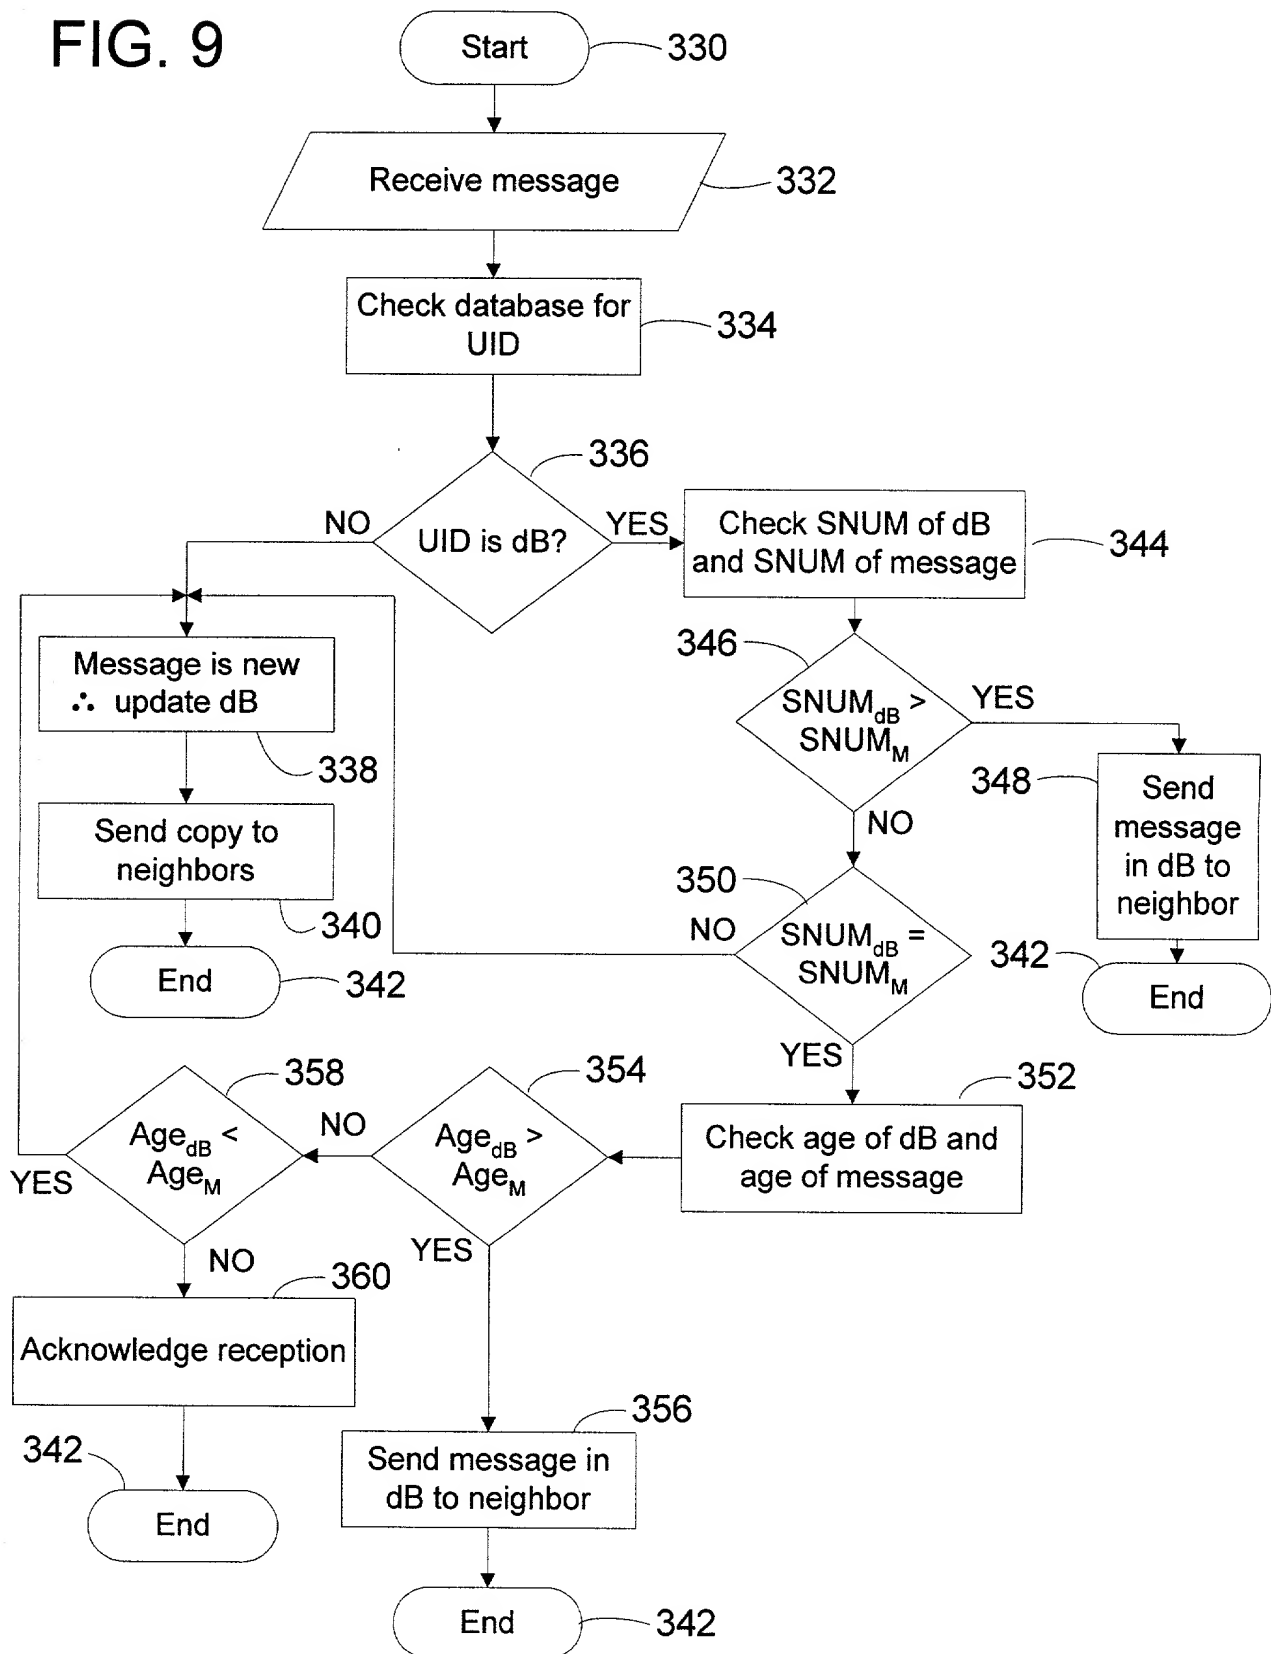 FIG. 9
Start
330
Receive message
332
Check database for
UID
334
336
NO
UID is dB?
YES
Check SNUM of dB
and SNUM of message
344
346
Message is new
∴ update dB
338
SNUMdB >
SNUMM
YES
348
Send
message
in dB to
neighbor
NO
Send copy to
neighbors
340
350
NO
SNUMdB =
SNUMM
342
End
End
342
YES
352
358
354
NO
AgedB <
AgeM
AgedB >
AgeM
Check age of dB and
age of message
YES
YES
NO
360
Acknowledge reception
356
Send message in
dB to neighbor
342
End
End
342